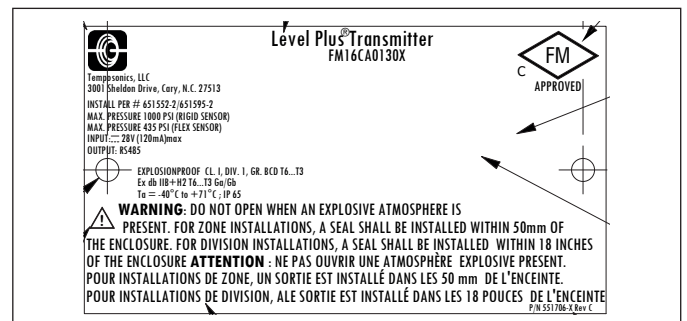 Level Plus® Transmitter
FM16CA0130X
FM
C
APPROVED
Temposonics, LLC
3001 Sheldon Drive, Cary, N.C. 27513
INSTALL PER # 651552-2/651595-2
MAX. PRESSURE 1000 PSI (RIGID SENSOR)
MAX. PRESSURE 435 PSI (FLEX SENSOR)
INPUT: ⎓ 28V (120mA)max
OUTPUT: RS485
EXPLOSIONPROOF CL. I, DIV. 1, GR. BCD T6...T3
Ex db IIB+H2 T6...T3 Ga/Gb
Ta = -40°C to +71°C ; IP 65
WARNING: DO NOT OPEN WHEN AN EXPLOSIVE ATMOSPHERE IS
PRESENT. FOR ZONE INSTALLATIONS, A SEAL SHALL BE INSTALLED WITHIN 50mm OF
THE ENCLOSURE. FOR DIVISION INSTALLATIONS, A SEAL SHALL BE INSTALLED WITHIN 18 INCHES
OF THE ENCLOSURE ATTENTION : NE PAS OUVRIR UNE ATMOSPHÈRE EXPLOSIVE PRESENT.
POUR INSTALLATIONS DE ZONE, UN SORTIE EST INSTALLÉ DANS LES 50 mm DE L'ENCEINTE.
POUR INSTALLATIONS DE DIVISION, ALE SORTIE EST INSTALLÉ DANS LES 18 POUCES DE L'ENCEINTE
P/N 551706-X Rev C